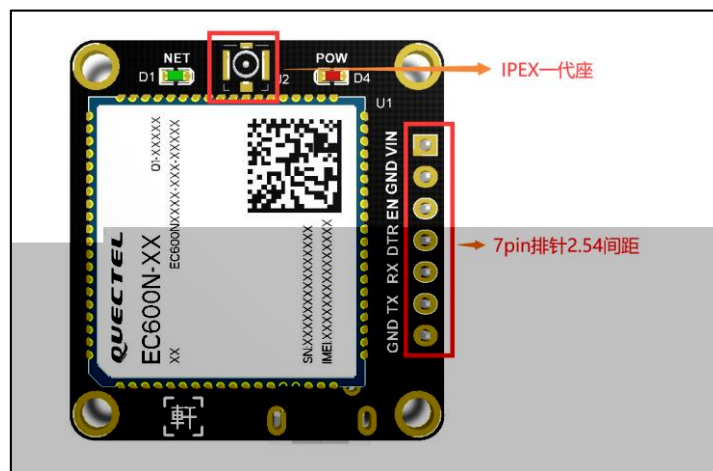 NET
POW
D1
U2
D4
IPEX一代座
U1
QUECTEL
EC600N-XX
XX
01-XXXXX
EC600NXXXX-XXX-XXXXX
SN:XXXXXXXXXXXXXXX
IMEI:XXXXXXXXXXXXXXX
VIN
GND
EN
DTR
RX
TX
GND
7pin排针2.54间距
軒